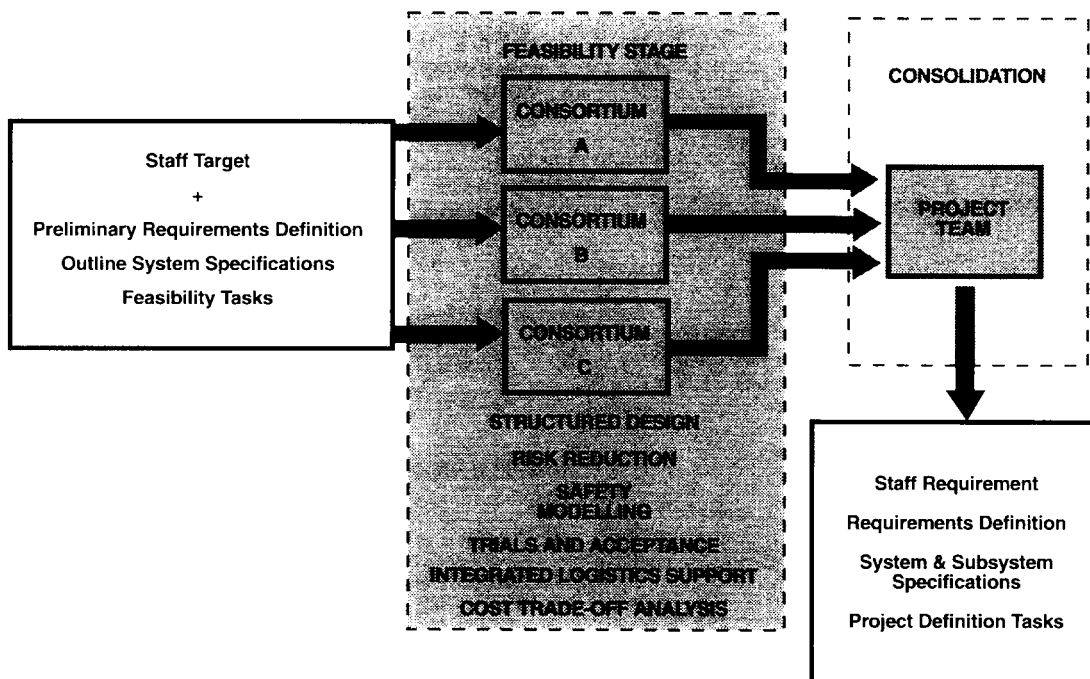 Staff Target
+
Preliminary Requirements Definition
Outline System Specifications
Feasibility Tasks
FEASIBILITY STAGE
CONSORTIUM
A
CONSORTIUM
B
CONSORTIUM
C
STRUCTURED DESIGN
RISK REDUCTION
SAFETY
MODELLING
TRIALS AND ACCEPTANCE
INTEGRATED LOGISTICS SUPPORT
COST TRADE-OFF ANALYSIS
CONSOLIDATION
PROJECT
TEAM
Staff Requirement
Requirements Definition
System & Subsystem
Specifications
Project Definition Tasks